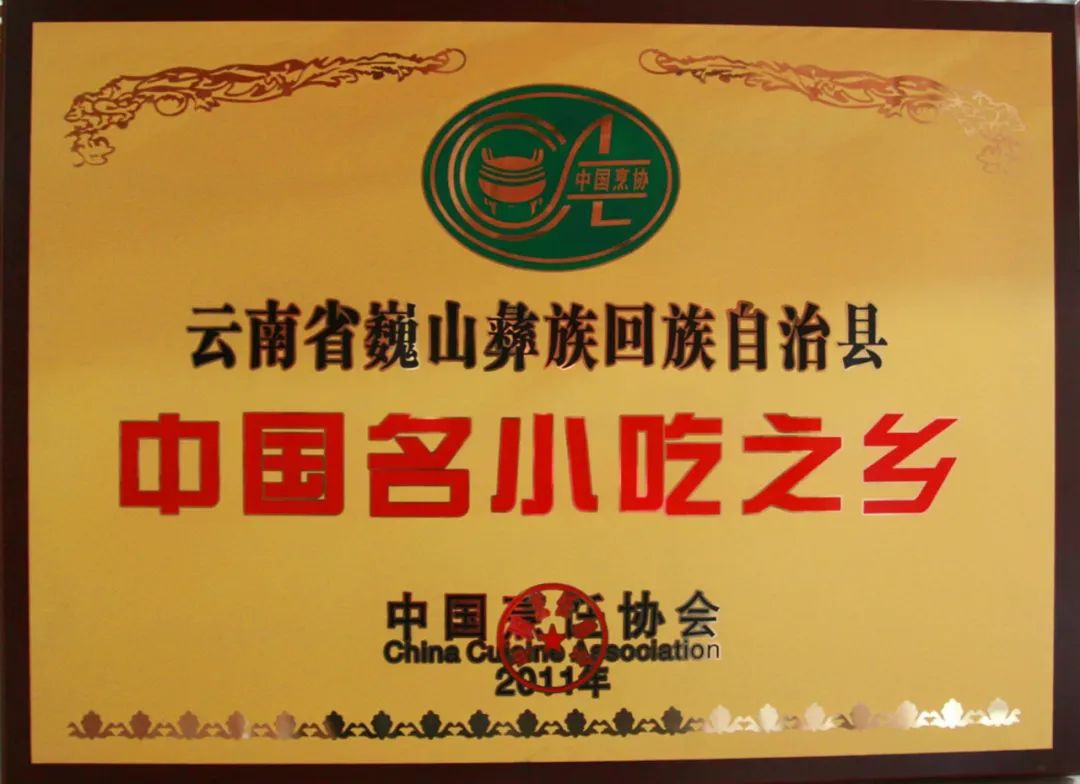 中国烹协
云南省巍山彝族回族自治县
中国名小吃之乡
中国烹饪协会
China Cuisine Association
2011年